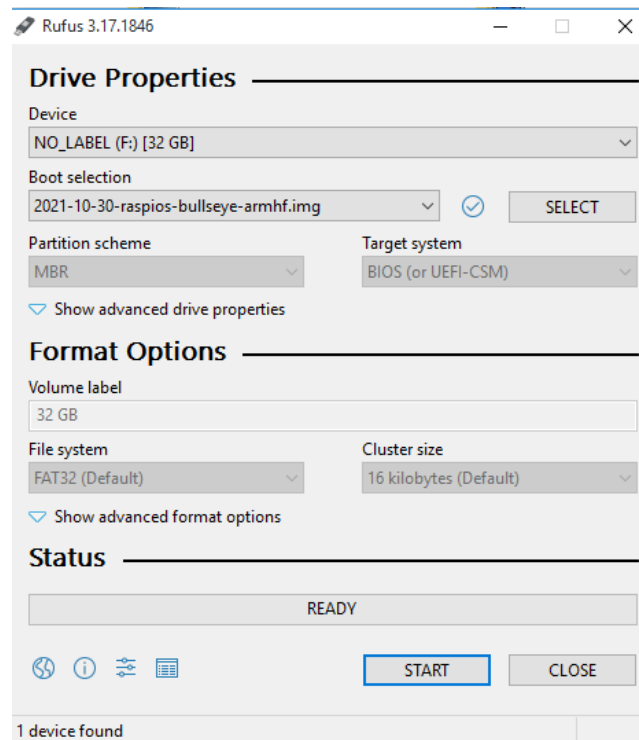 Rufus 3.17.1846
Drive Properties
Device
NO_LABEL (F:) [32 GB]
Boot selection
2021-10-30-raspios-bullseye-armhf.img
SELECT
Partition scheme
Target system
MBR
BIOS (or UEFI-CSM)
Show advanced drive properties
Format Options
Volume label
32 GB
File system
Cluster size
FAT32 (Default)
16 kilobytes (Default)
Show advanced format options
Status
READY
START
CLOSE
1 device found